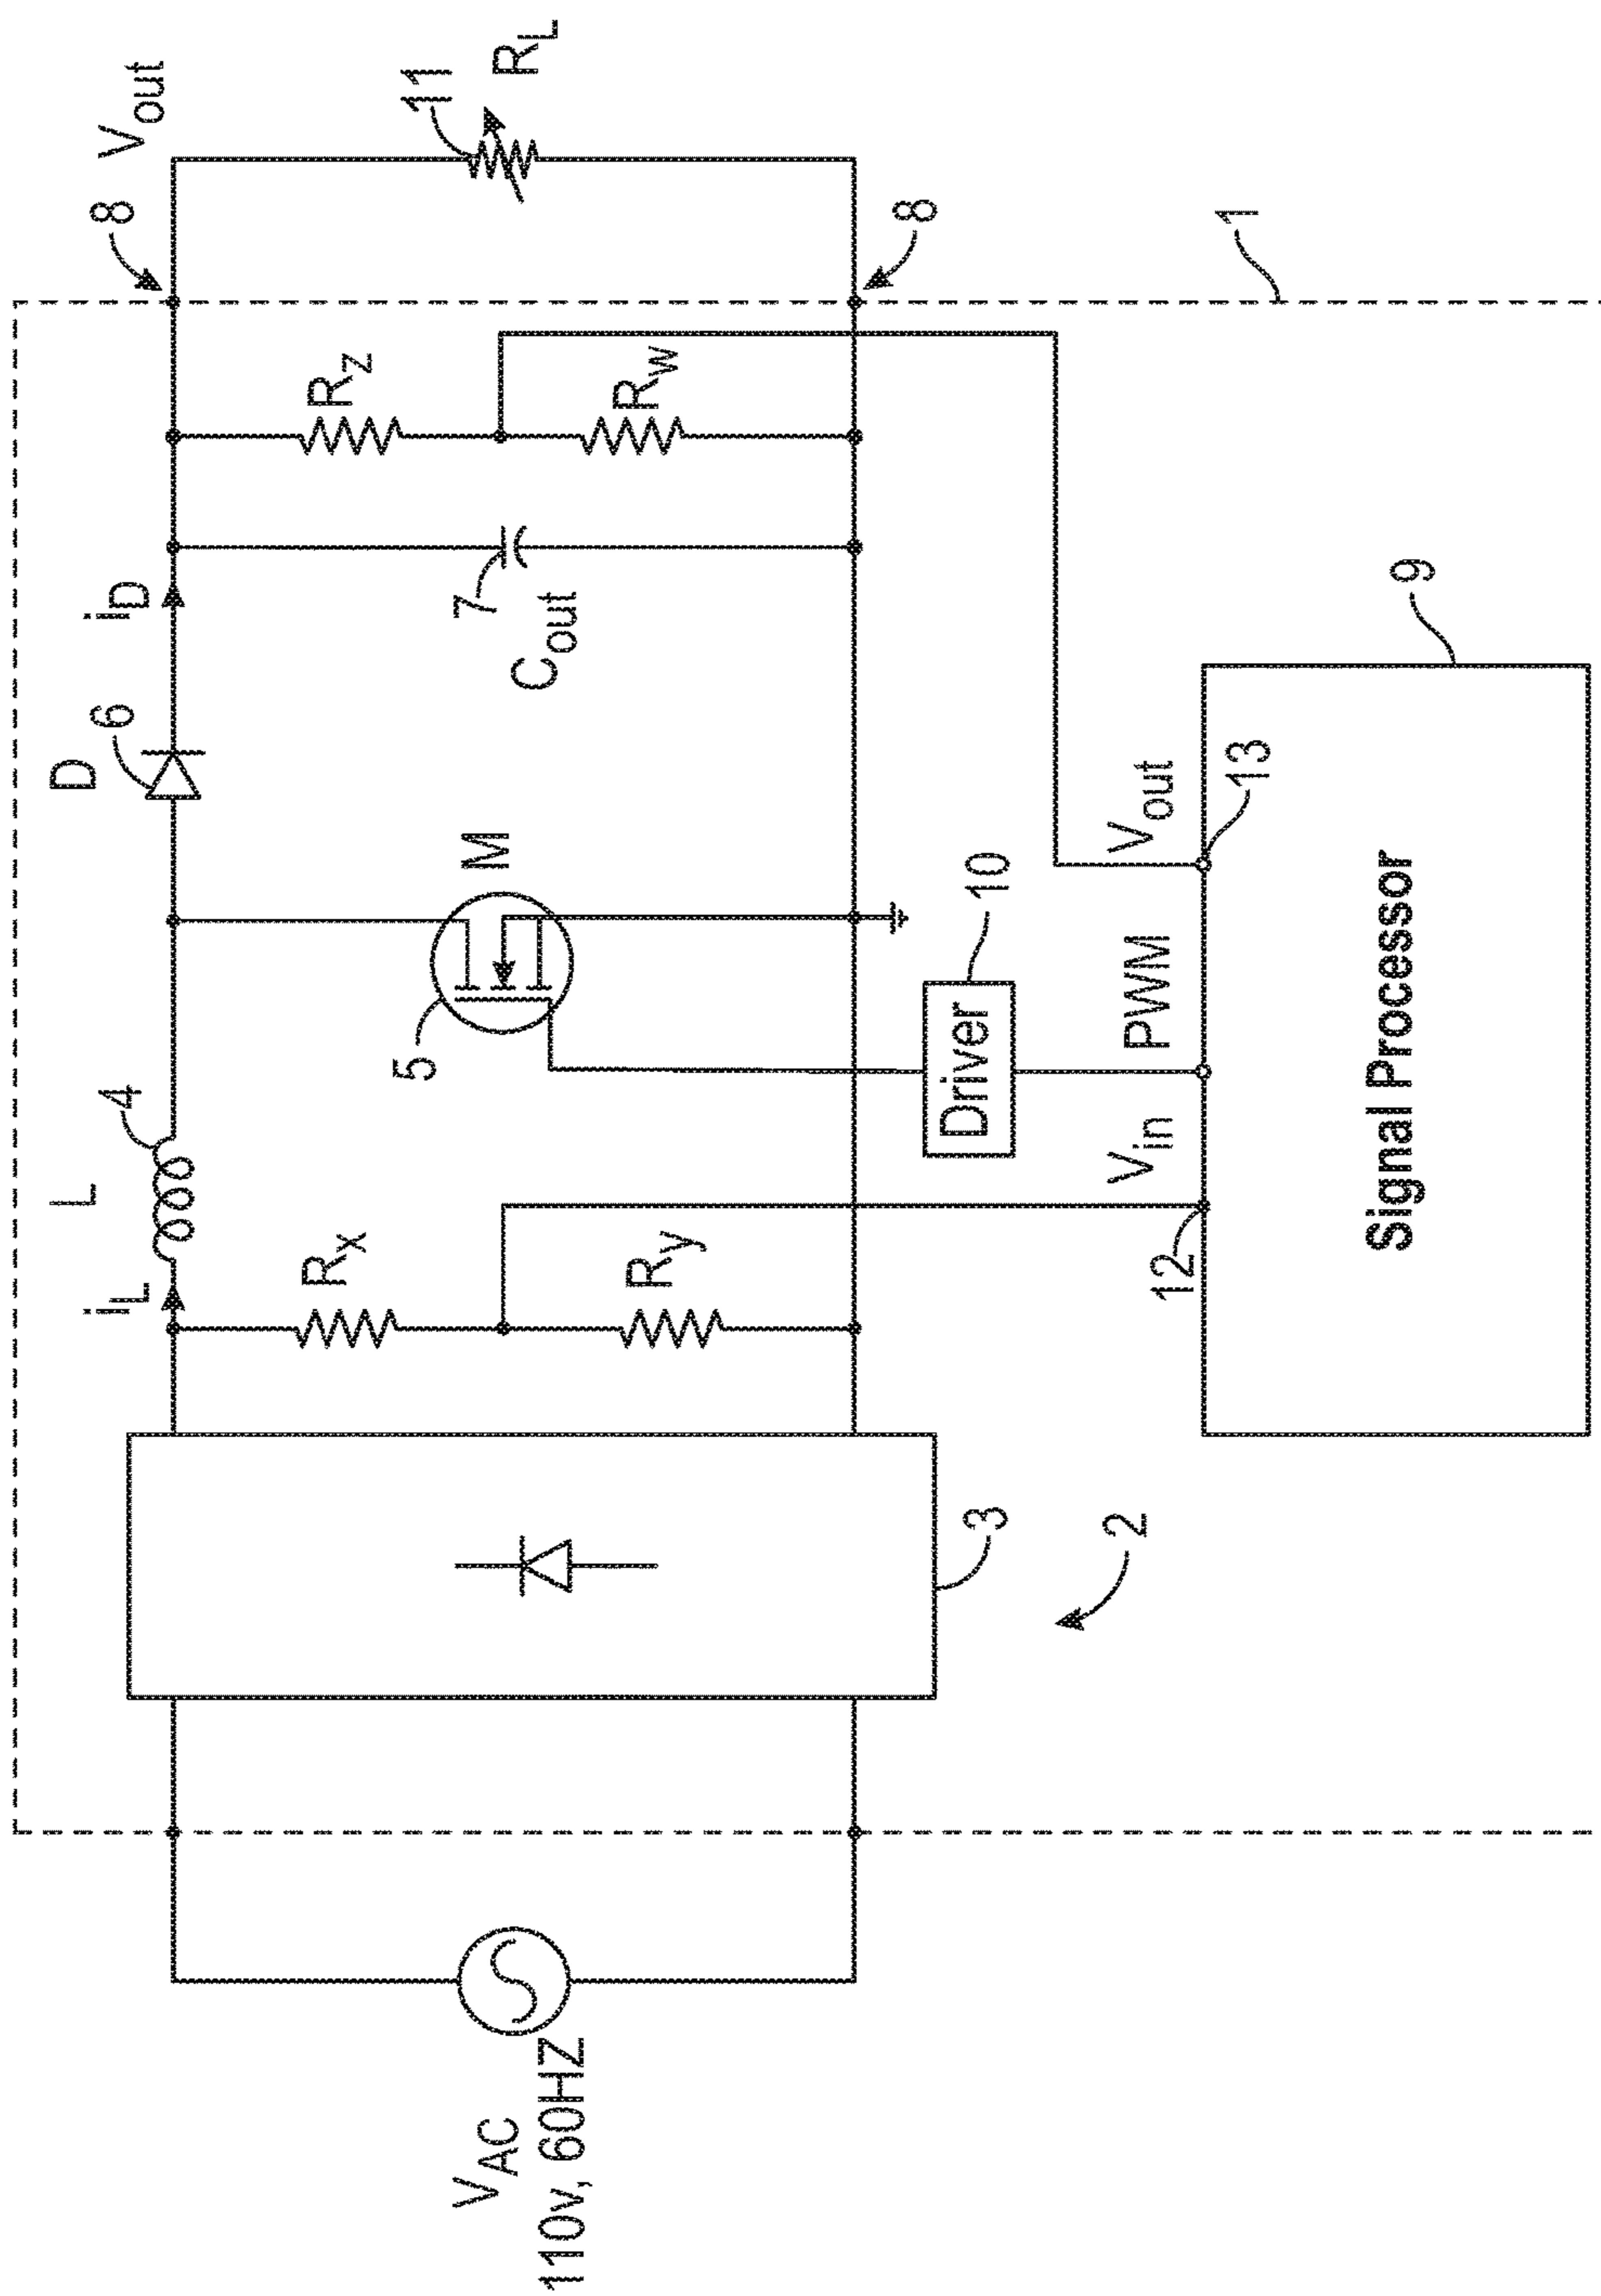 V_AC
110v, 60HZ
2
3
i_L
L
4
R_x
R_y
5
M
D
6
i_D
7
C_out
R_z
R_w
8
8
V_out
11
R_L
1
Driver
10
12
V_in
PWM
V_out
13
Signal Processor
9